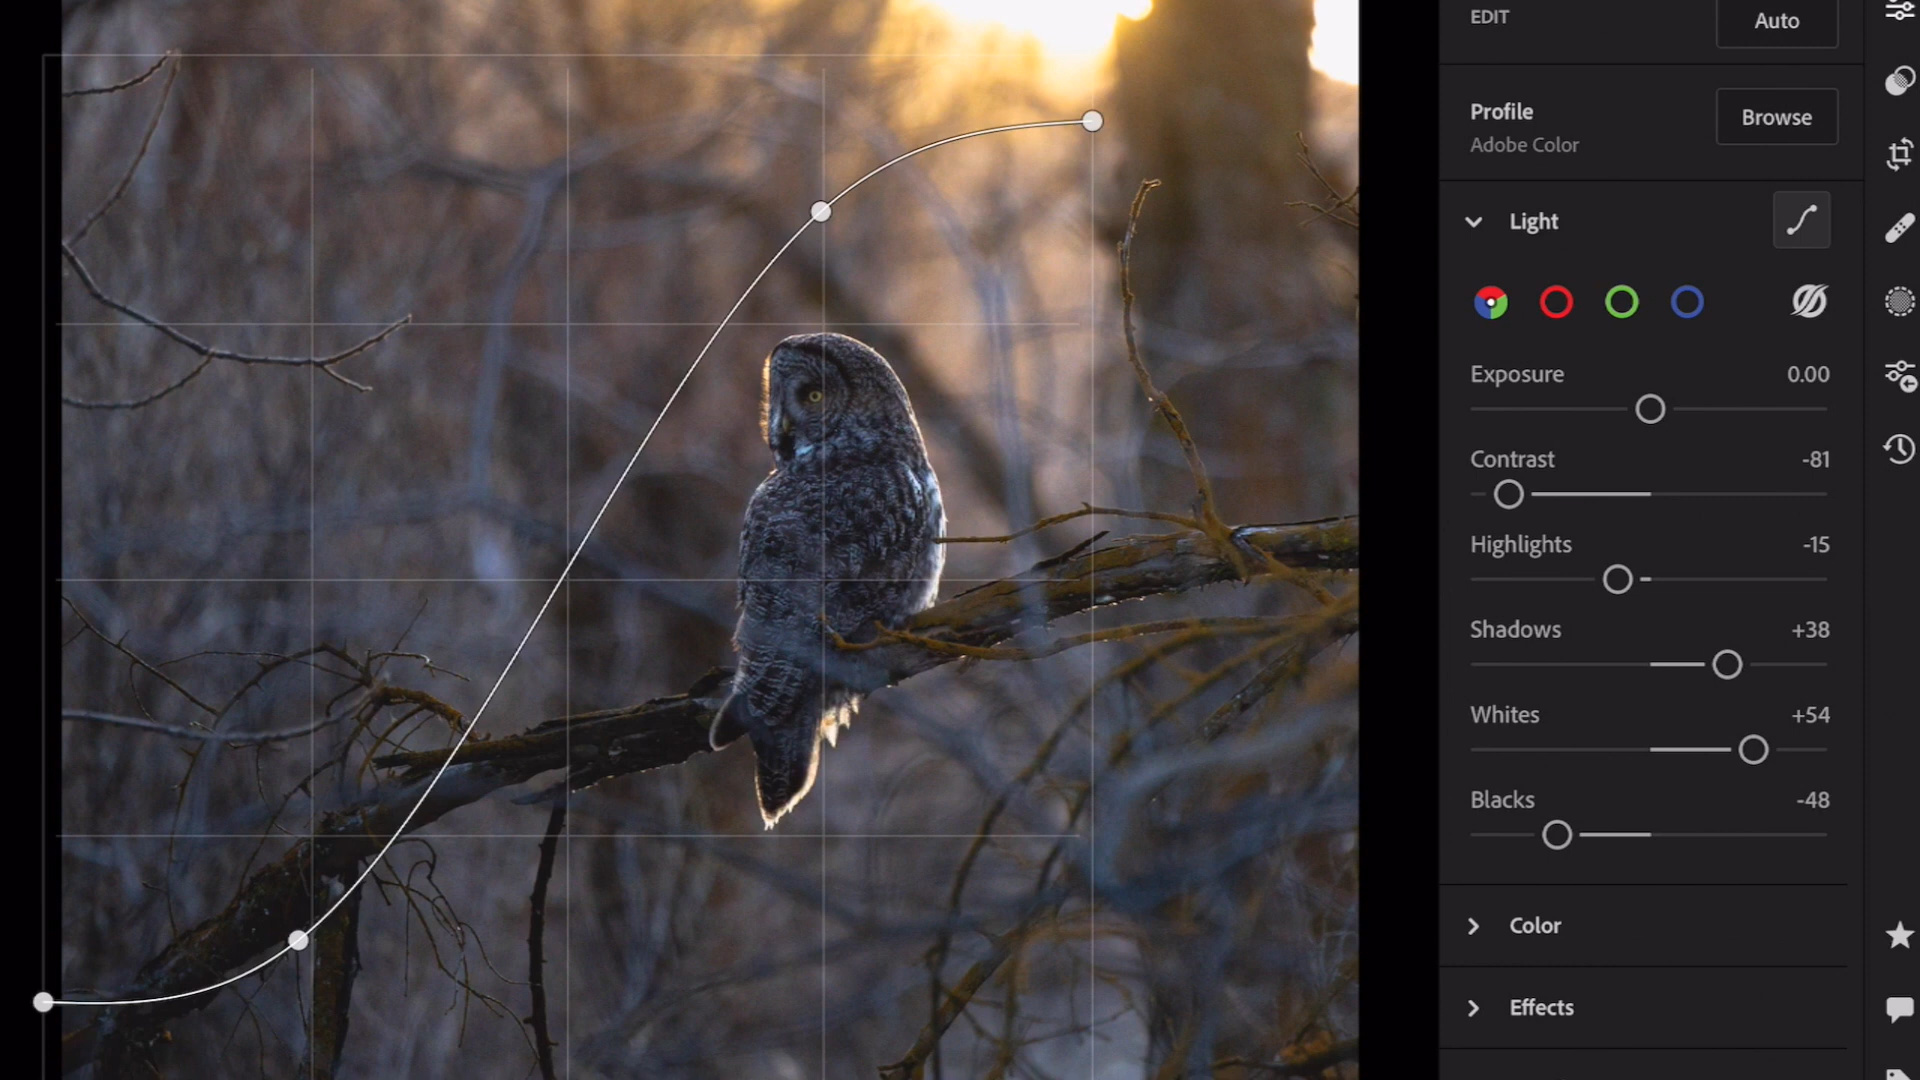 EDIT
Auto
Profile
Browse
Adobe Color
Light
Exposure 0.00
Contrast -81
Highlights -15
Shadows +38
Whites +54
Blacks -48
Color
Effects